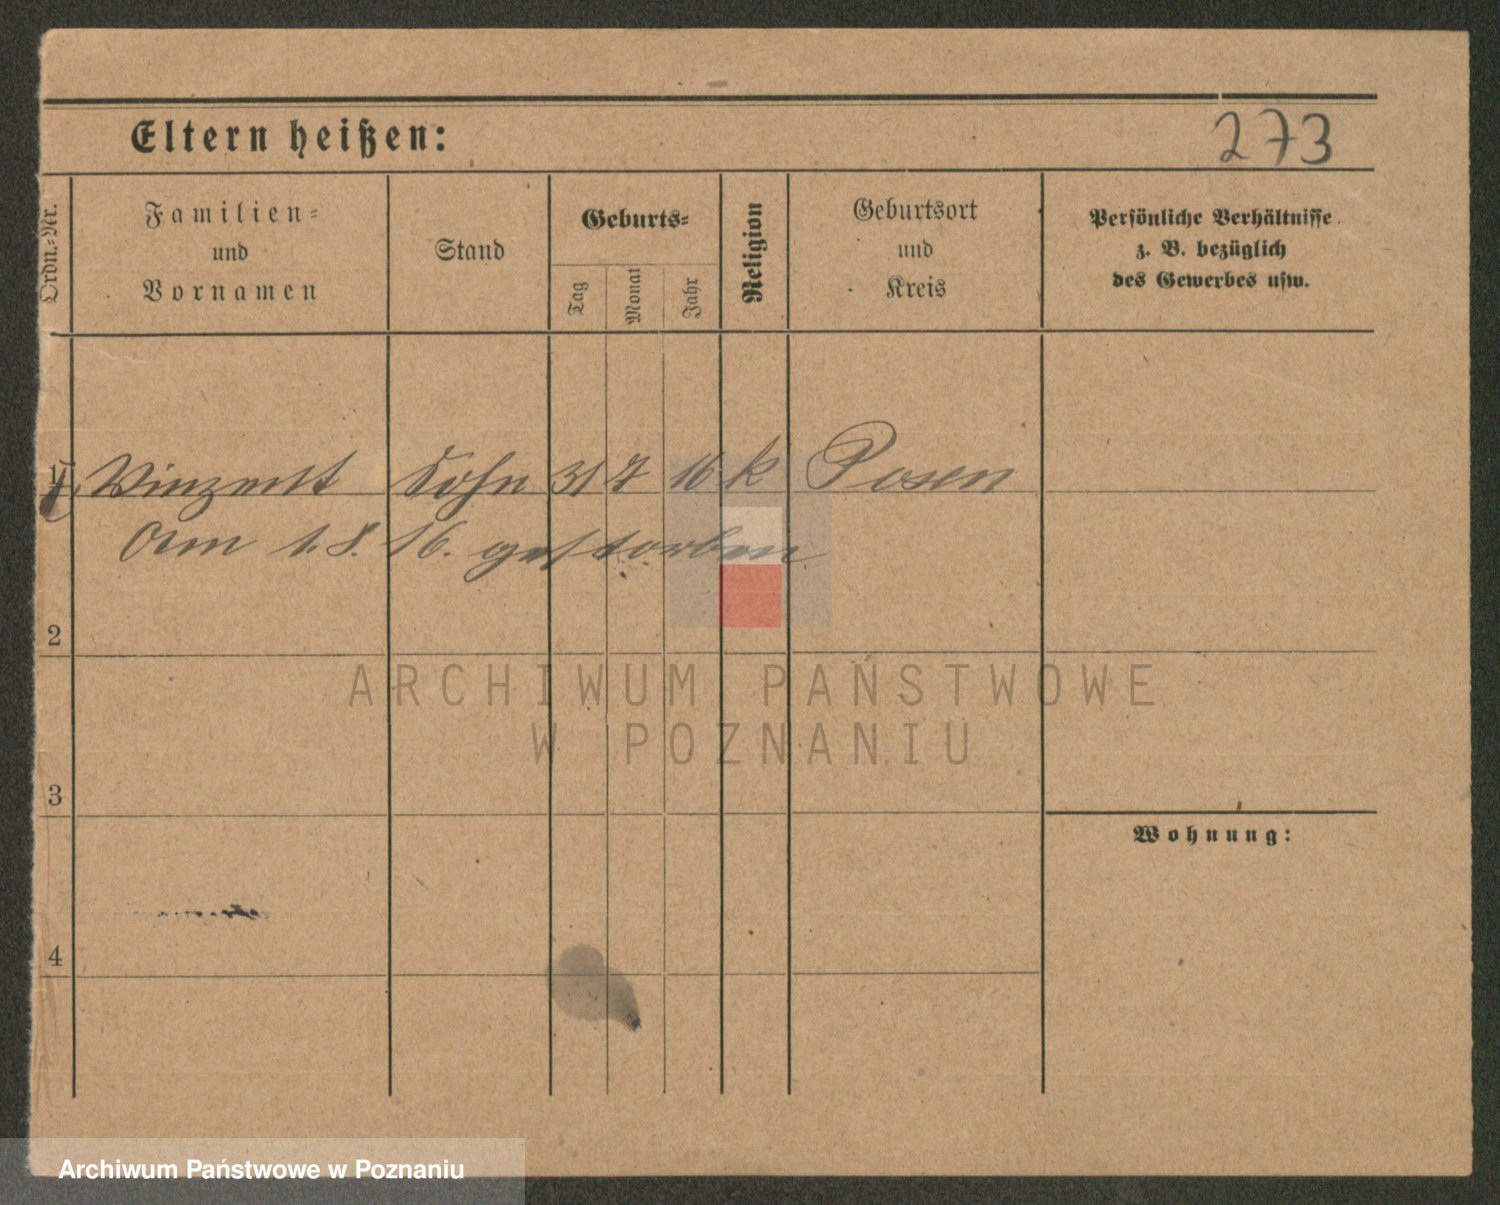 Eltern heißen:
273
Ordn.-Nr.
Familien-
und
Vornamen
Stand
Geburts-
Tag
Monat
Jahr
Religion
Geburtsort
und
Kreis
Persönliche Verhältnisse
z. B. bezüglich
des Gewerbes usw.
1 Vinzent Sohn 31 7 16 k Posen
Am 1. 8. 16. gestorben
2
ARCHIWUM PAŃSTWOWE
W POZNANIU
3
Wohnung:
4
Archiwum Państwowe w Poznaniu